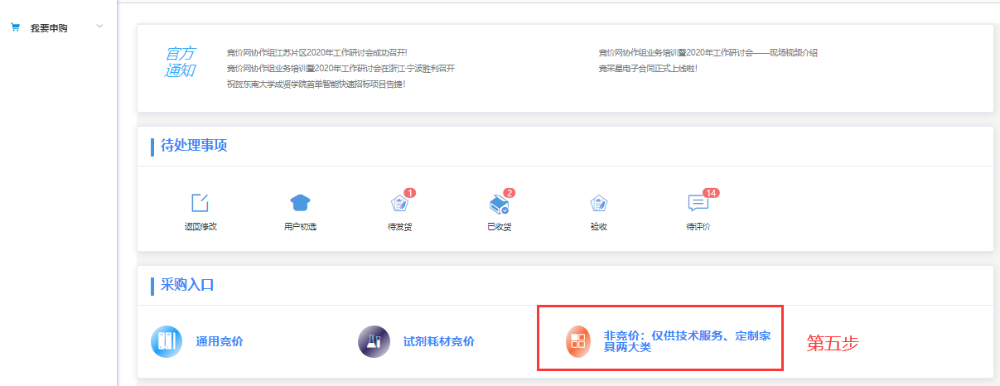 我要申购
官方
通知
竞价网协作组江苏片区2020年工作研讨会成功召开!
竞价网协作组业务培训暨2020年工作研讨会——现场视频介绍
竞价网协作组业务培训暨2020年工作研讨会在浙江·宁波胜利召开
竞采星电子合同正式上线啦!
祝贺东南大学成贤学院首单智能快速招标项目告捷!
待处理事项
1
2
14
返回修改
用户初选
待发货
已收货
验收
待评价
采购入口
通用竞价
试剂耗材竞价
非竞价：仅供技术服务、定制家
具两大类
第五步